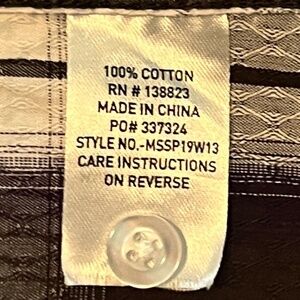 100% COTTON
RN # 138823
MADE IN CHINA
PO# 337324
STYLE NO.-MSSP19W13
CARE INSTRUCTIONS
ON REVERSE